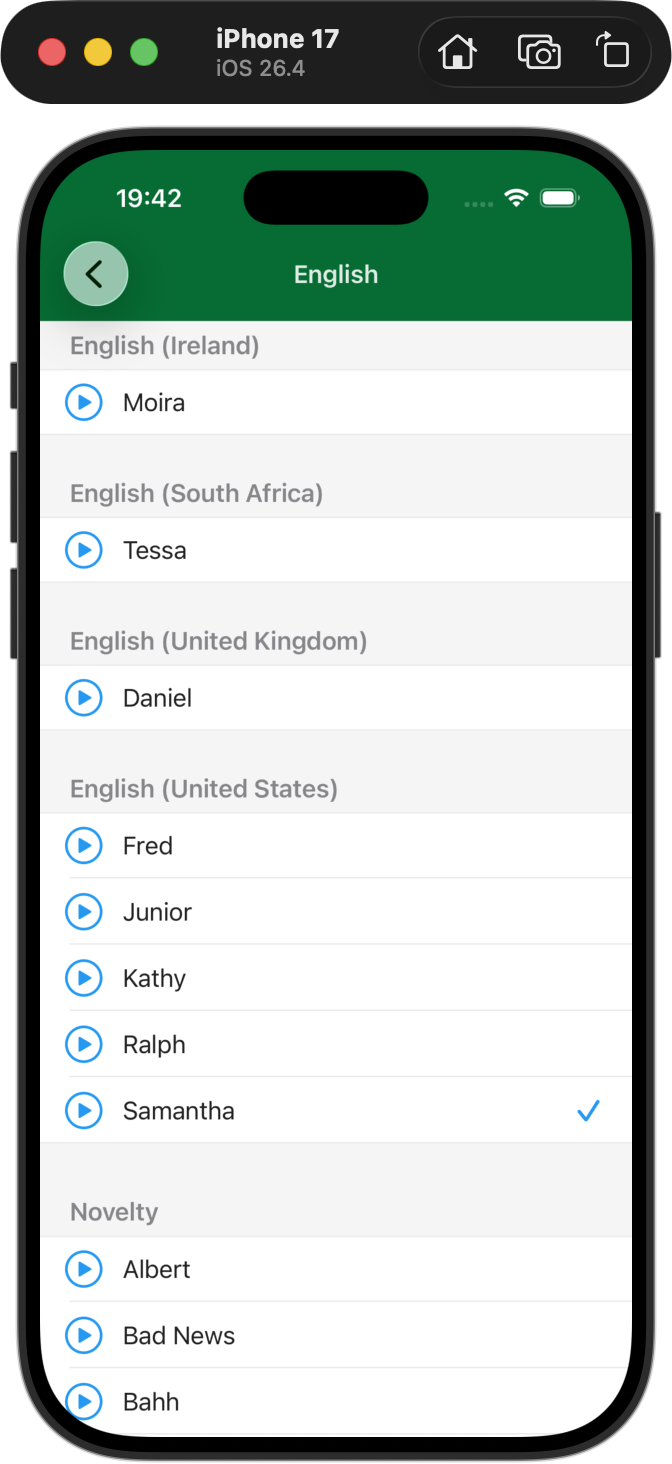 iPhone 17
iOS 26.4
19:42
English
English (Ireland)
Moira
English (South Africa)
Tessa
English (United Kingdom)
Daniel
English (United States)
Fred
Junior
Kathy
Ralph
Samantha
Novelty
Albert
Bad News
Bahh